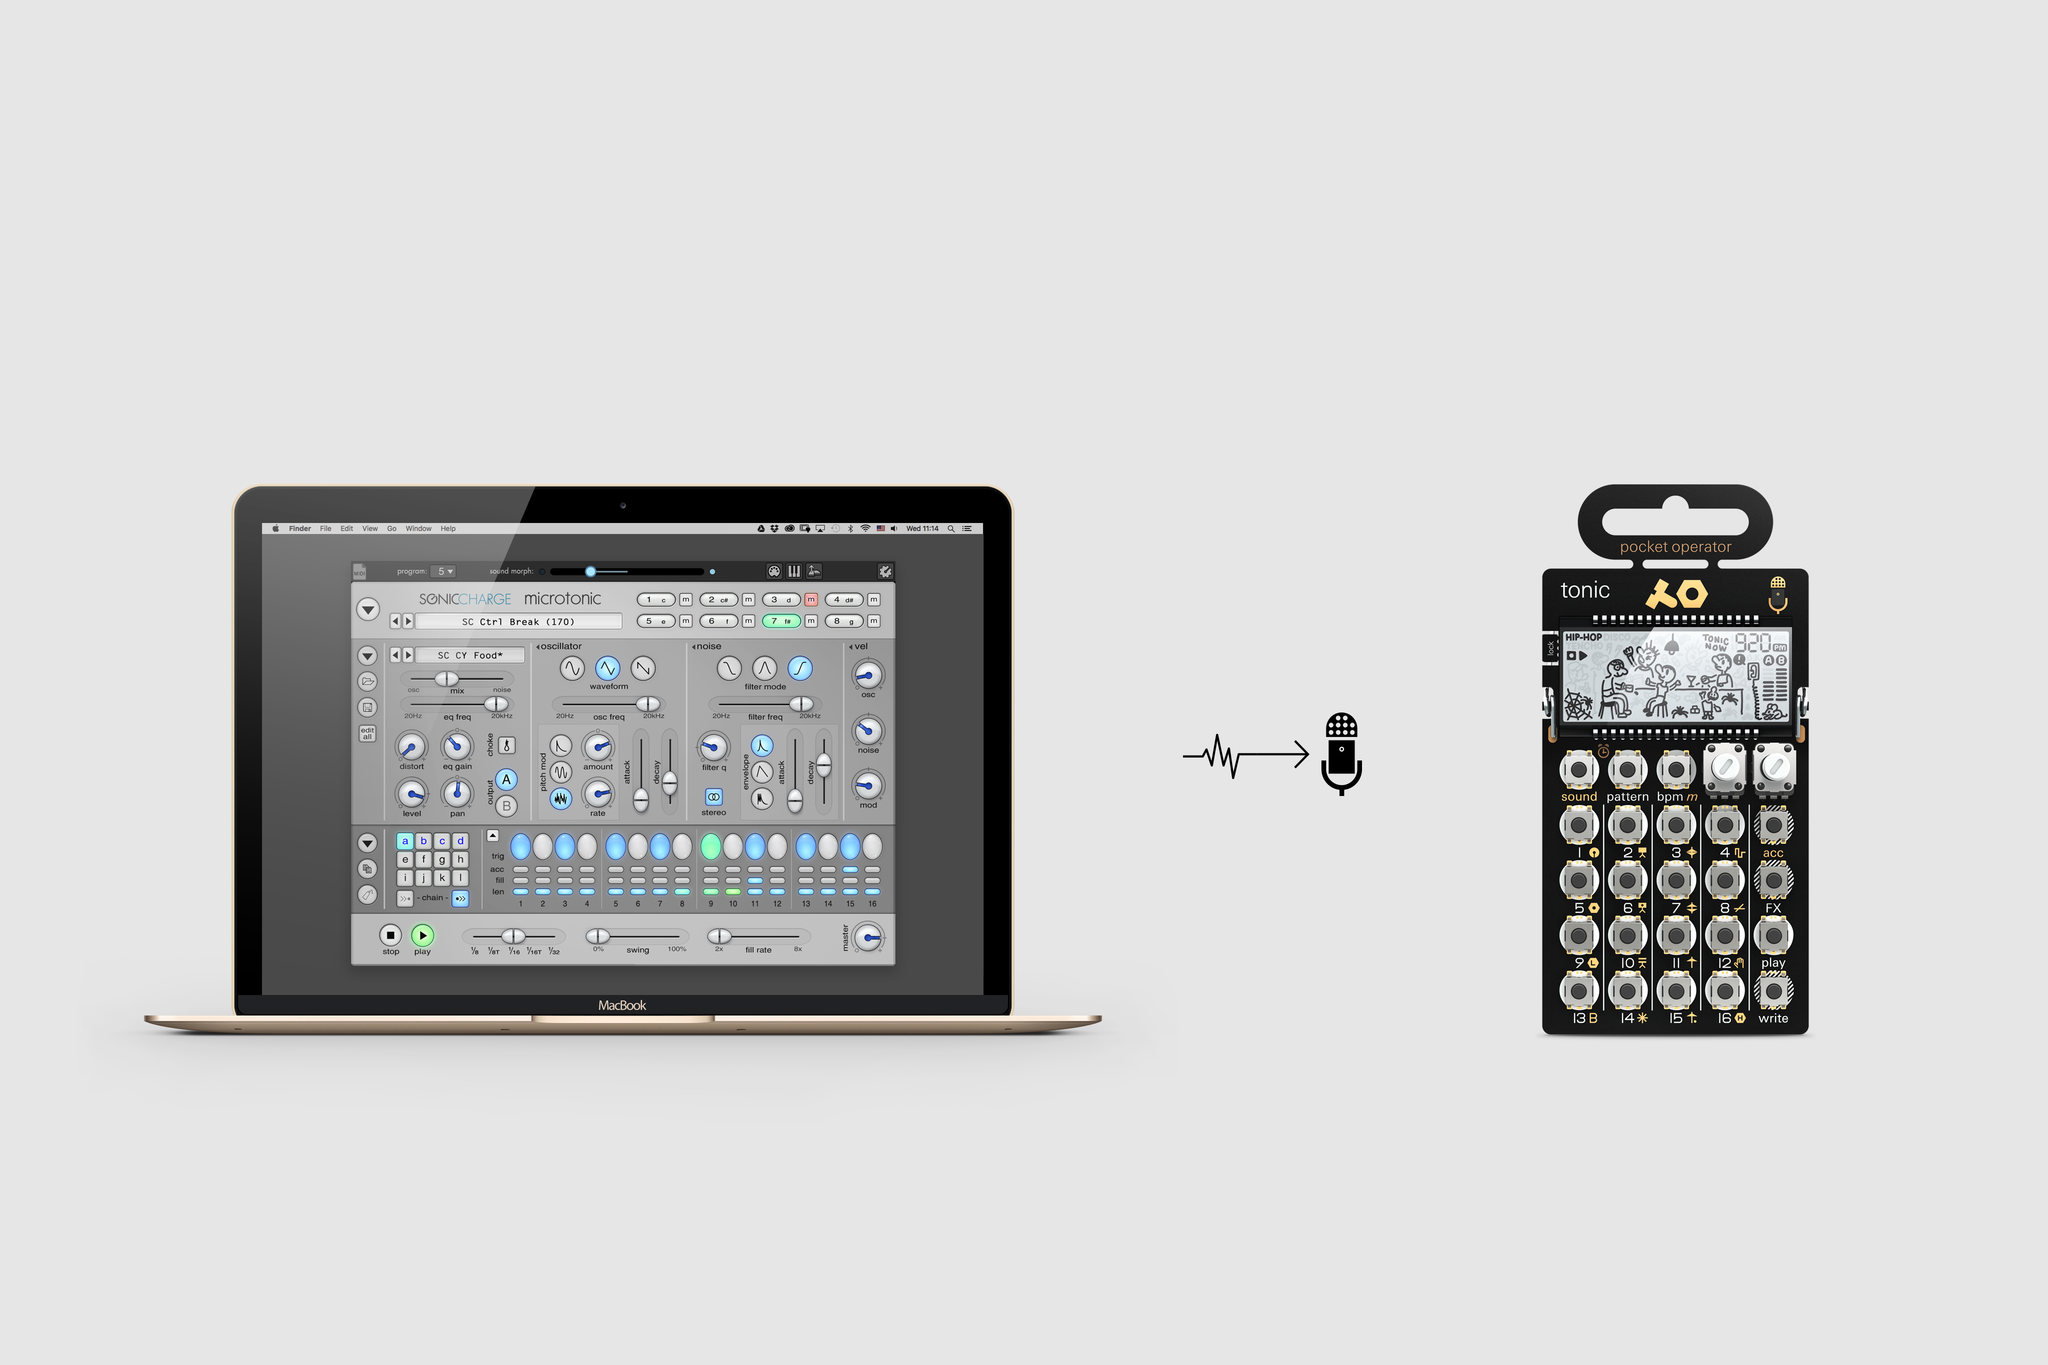 Finder File Edit View Go Window Help
Wed 11:14
MIDI program: 5 sound morph:
SONICCHARGE microtonic
1 c m 2 c# m 3 d m 4 d# m
SC Ctrl Break (170)
5 e m 6 f m 7 f# m 8 g m
SC CY Food*
osc mix noise
20Hz eq freq 20kHz
distort eq gain
level pan
edit all
choke
output
A
B
oscillator
waveform
20Hz osc freq 20kHz
pitch mod
amount
rate
attack
decay
noise
filter mode
20Hz filter freq 20kHz
filter q
stereo
envelope
attack
decay
vel
osc
noise
mod
a b c d
e f g h
i j k l
- chain -
trig
acc
fill
len
1 2 3 4 5 6 7 8 9 10 11 12 13 14 15 16
stop play
1/8 1/8T 1/16 1/16T 1/32
0% swing 100%
2x fill rate 8x
master
MacBook
pocket operator
tonic
lock
HIP-HOP DISCO
TONIC NOW
920 PM
A B
sound pattern bpm m
1 2 3 4 acc
5 6 7 8 FX
9 L 10 11 12 play
13 B 14 15 16 H write